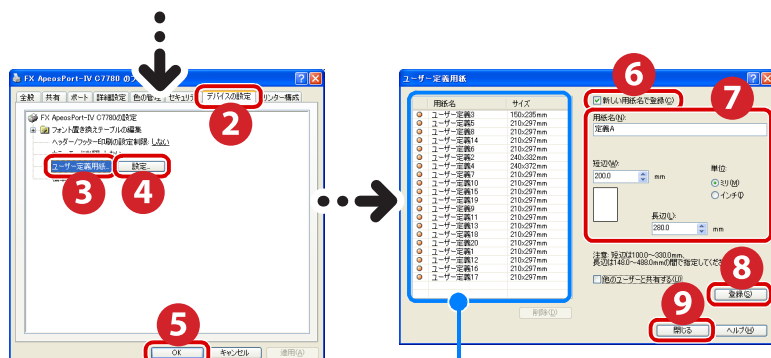 FX ApeosPort-IV C7780 の
全般
共有
ポート
詳細設定
色の管理
セキュリテ
デバイスの設定
リンター構成
2
FX ApeosPort-IV C7780の設定
フォント置き換えテーブルの編集
ヘッダー/フッター印刷の設定制限: しない
ユーザー定義用紙...
設定...
3
4
5
OK
キャンセル
適用(A)
ユーザー定義用紙
用紙名 サイズ
ユーザー定義3 150x235mm
ユーザー定義5 210x297mm
ユーザー定義8 210x297mm
ユーザー定義14 210x297mm
ユーザー定義6 210x297mm
ユーザー定義2 240x332mm
ユーザー定義4 240x372mm
ユーザー定義7 210x297mm
ユーザー定義10 210x297mm
ユーザー定義15 210x297mm
ユーザー定義19 210x297mm
ユーザー定義9 210x297mm
ユーザー定義11 210x297mm
ユーザー定義13 210x297mm
ユーザー定義18 210x297mm
ユーザー定義20 210x297mm
ユーザー定義1 210x297mm
ユーザー定義12 210x297mm
ユーザー定義16 210x297mm
ユーザー定義17 210x297mm
削除(D)
6
新しい用紙名で登録(C)
7
用紙名(N):
定義A
短辺(W):
200.0 mm
単位
ミリ(M)
インチ(I)
長辺(L):
280.0 mm
注意: 短辺は100.0～330.0mm、
長辺は148.0～488.0mmの間で指定してくだ
他のユーザーと共有する(U)
8
登録(S)
9
閉じる
ヘルプ(H)